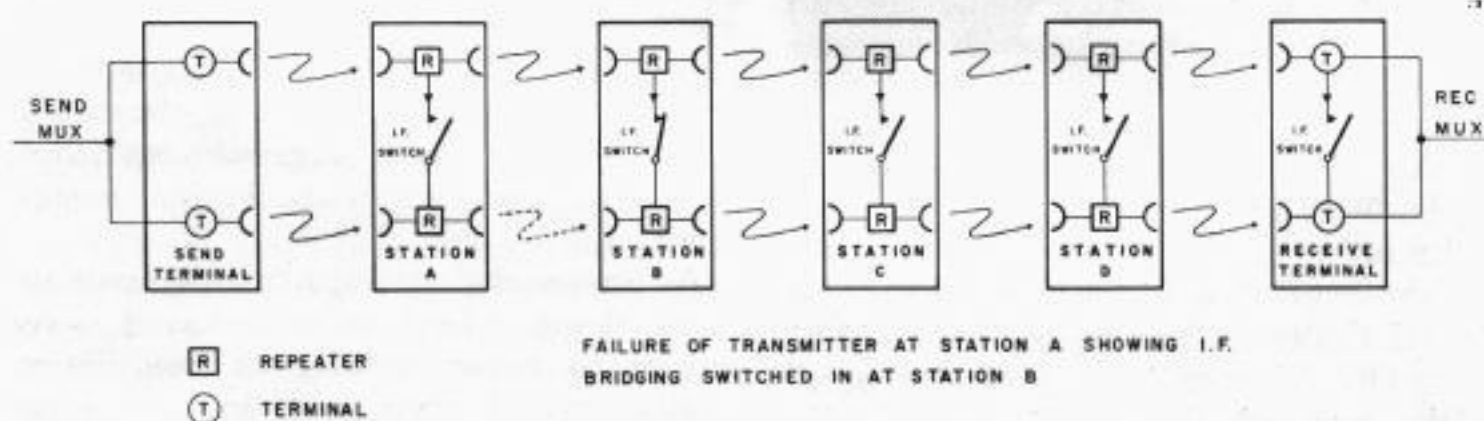 SEND
MUX
T
T
SEND
TERMINAL
R
I.F.
SWITCH
R
STATION
A
R
I.F.
SWITCH
R
STATION
B
R
I.F.
SWITCH
R
STATION
C
R
I.F.
SWITCH
R
STATION
D
T
I.F.
SWITCH
T
RECEIVE
TERMINAL
REC
MUX
R REPEATER
T TERMINAL
FAILURE OF TRANSMITTER AT STATION A SHOWING I.F.
BRIDGING SWITCHED IN AT STATION B